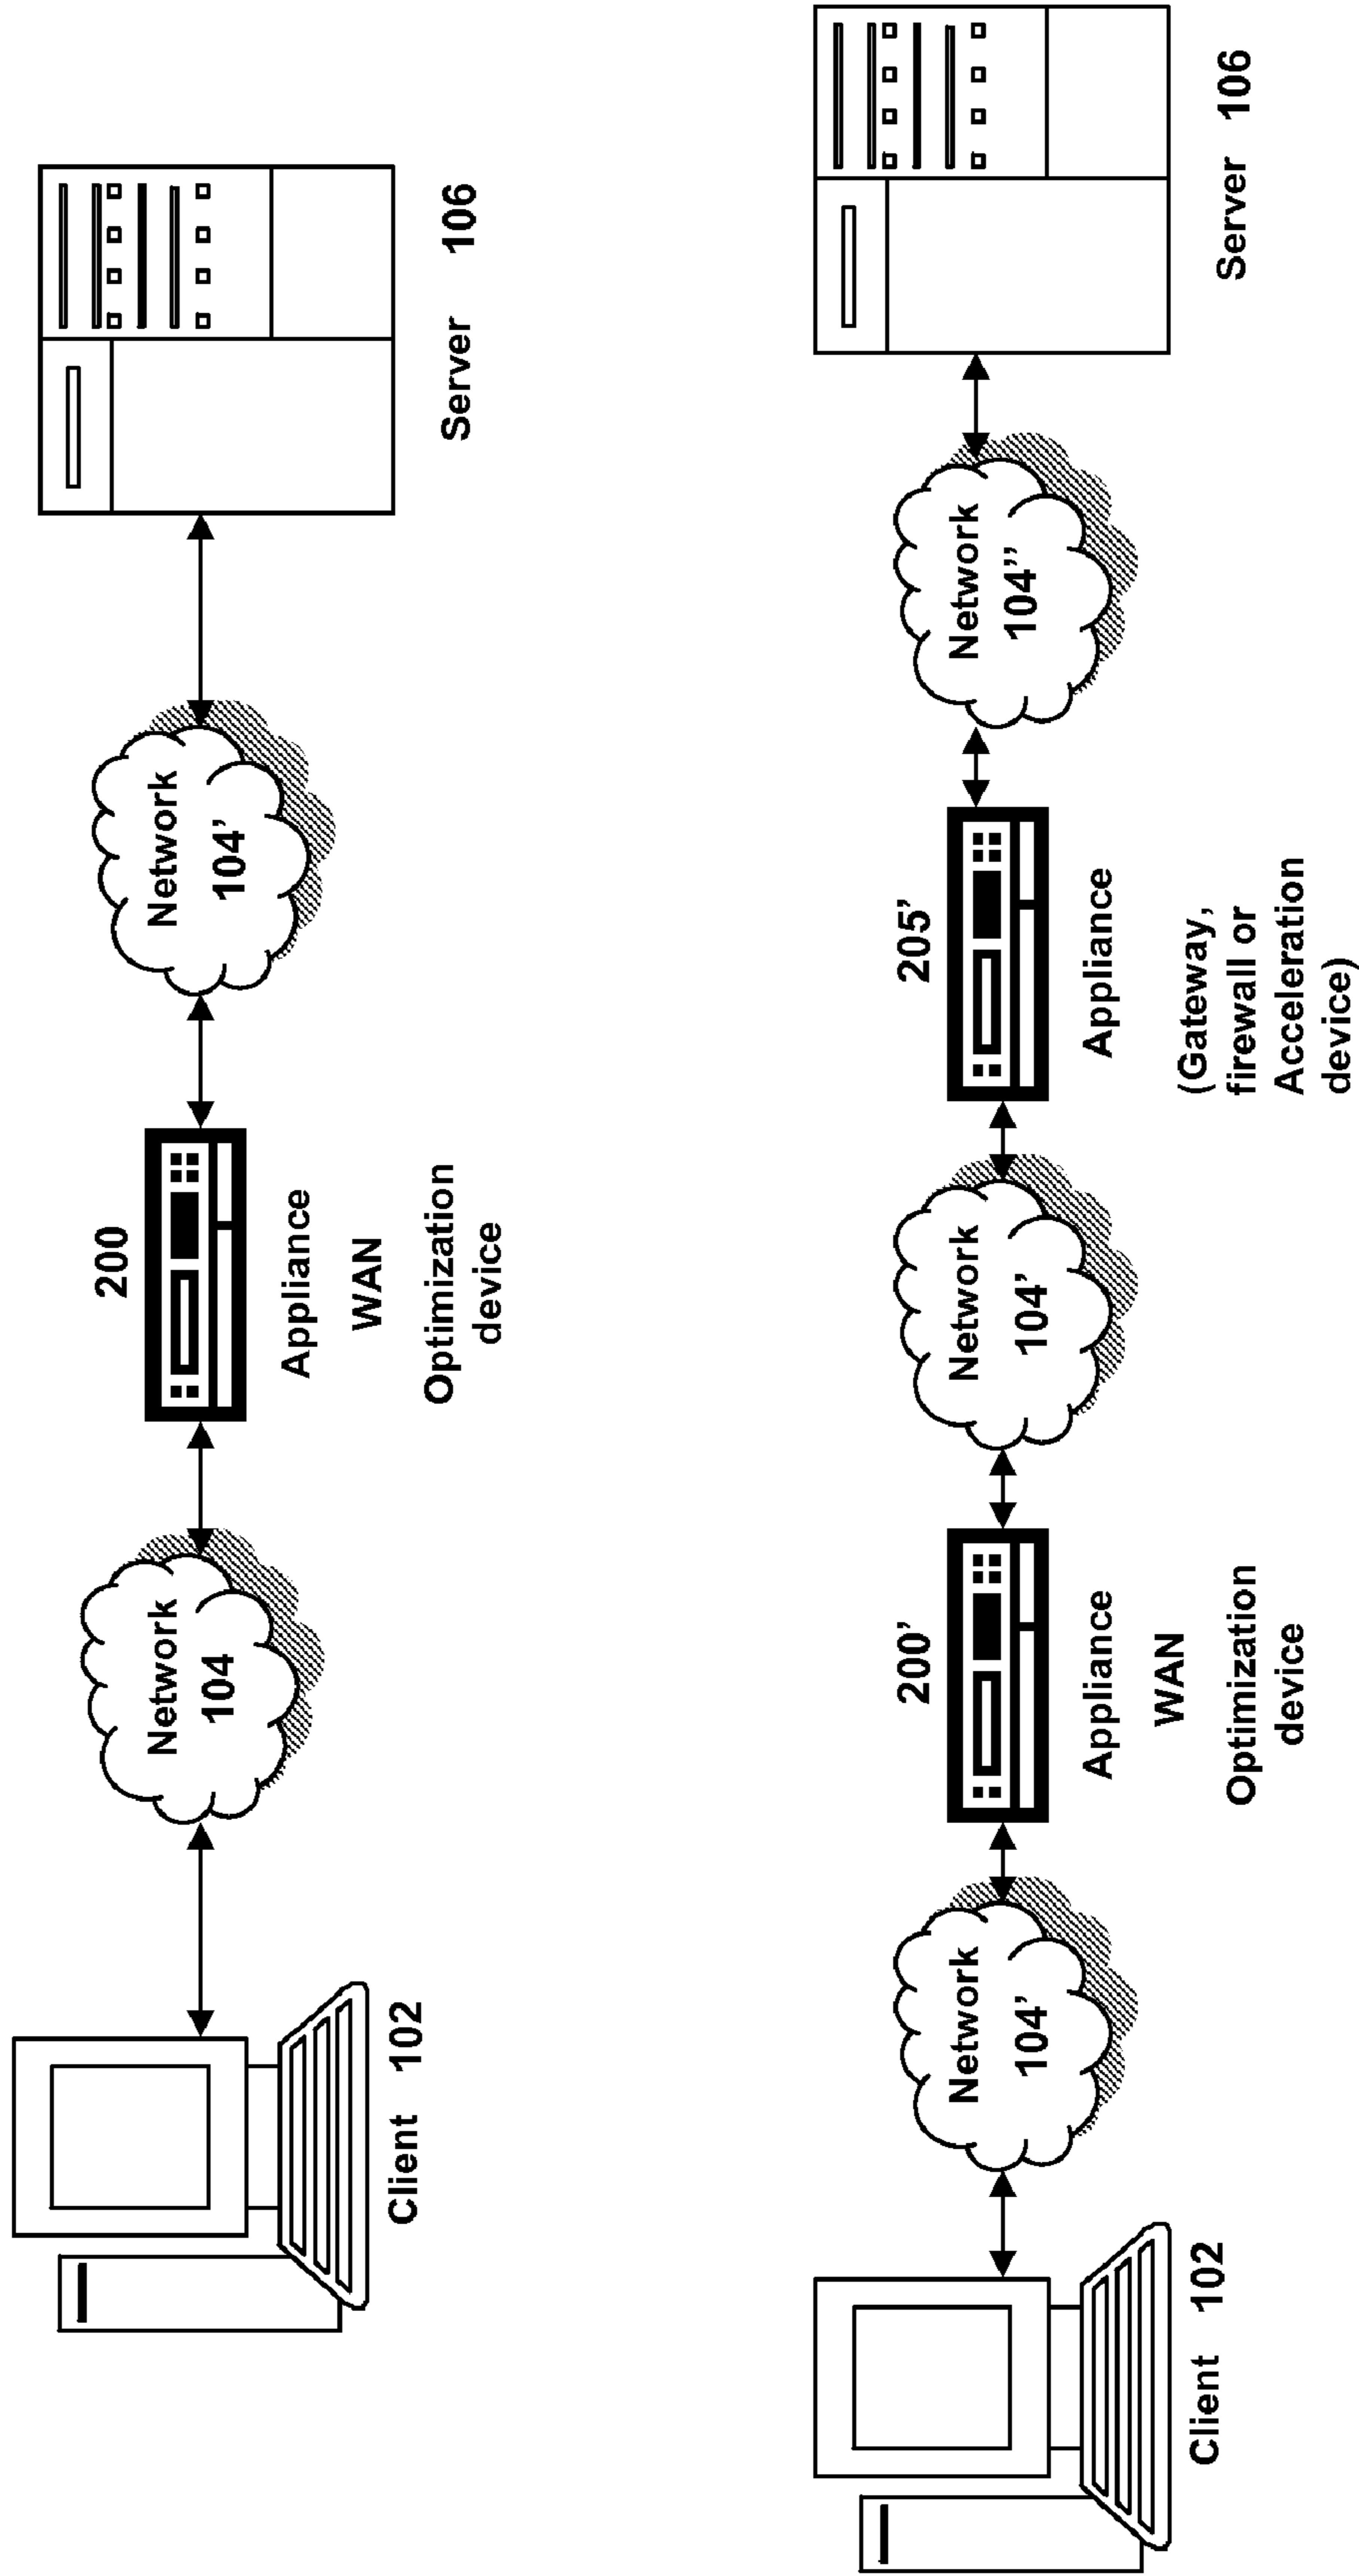 Client 102
Network
104
200
Appliance
WAN
Optimization
device
Network
104’
Server 106
Client 102
Network
104’
200’
Appliance
WAN
Optimization
device
Network
104’
205’
Appliance
(Gateway,
firewall or
Acceleration
device)
Network
104’’
Server 106